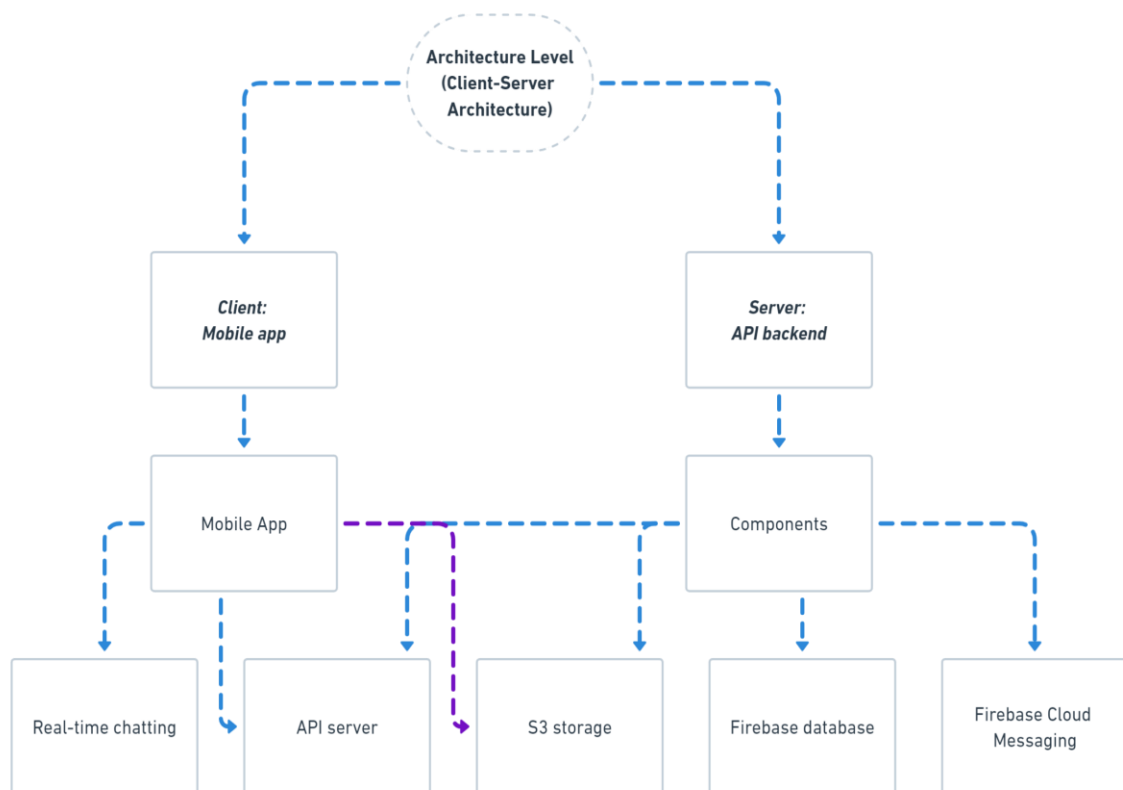 Architecture Level
(Client-Server
Architecture)
Client:
Mobile app
Server:
API backend
Mobile App
Components
Real-time chatting
API server
S3 storage
Firebase database
Firebase Cloud
Messaging